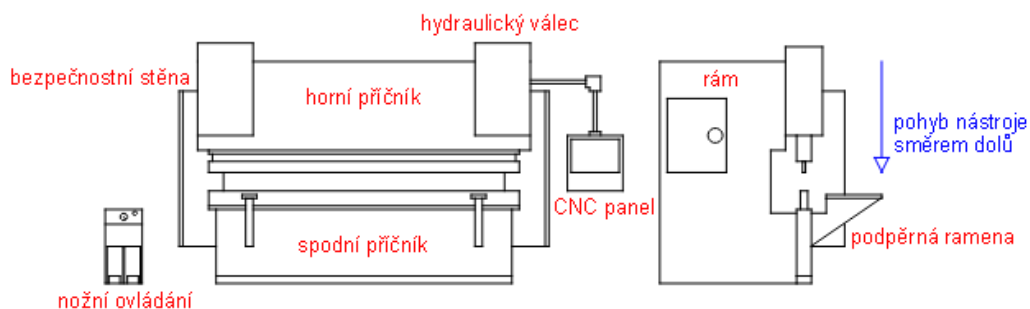 hydraulický válec
bezpečnostní stěna
horní příčník
rám
pohyb nástroje
směrem dolů
CNC panel
spodní příčník
podpěrná ramena
nožní ovládání